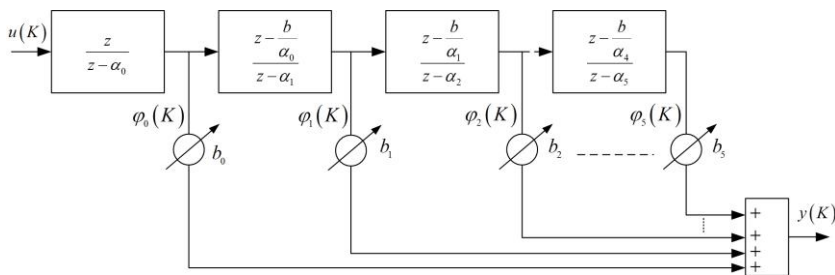 u(K)
z / (z-α₀)
(z - b/α₀) / (z-α₁)
(z - b/α₁) / (z-α₂)
(z - b/α₄) / (z-α₅)
φ₀(K) φ₁(K) φ₂(K) φ₅(K)
b₀ b₁ b₂ b₅
+
+
+
+
y(K)